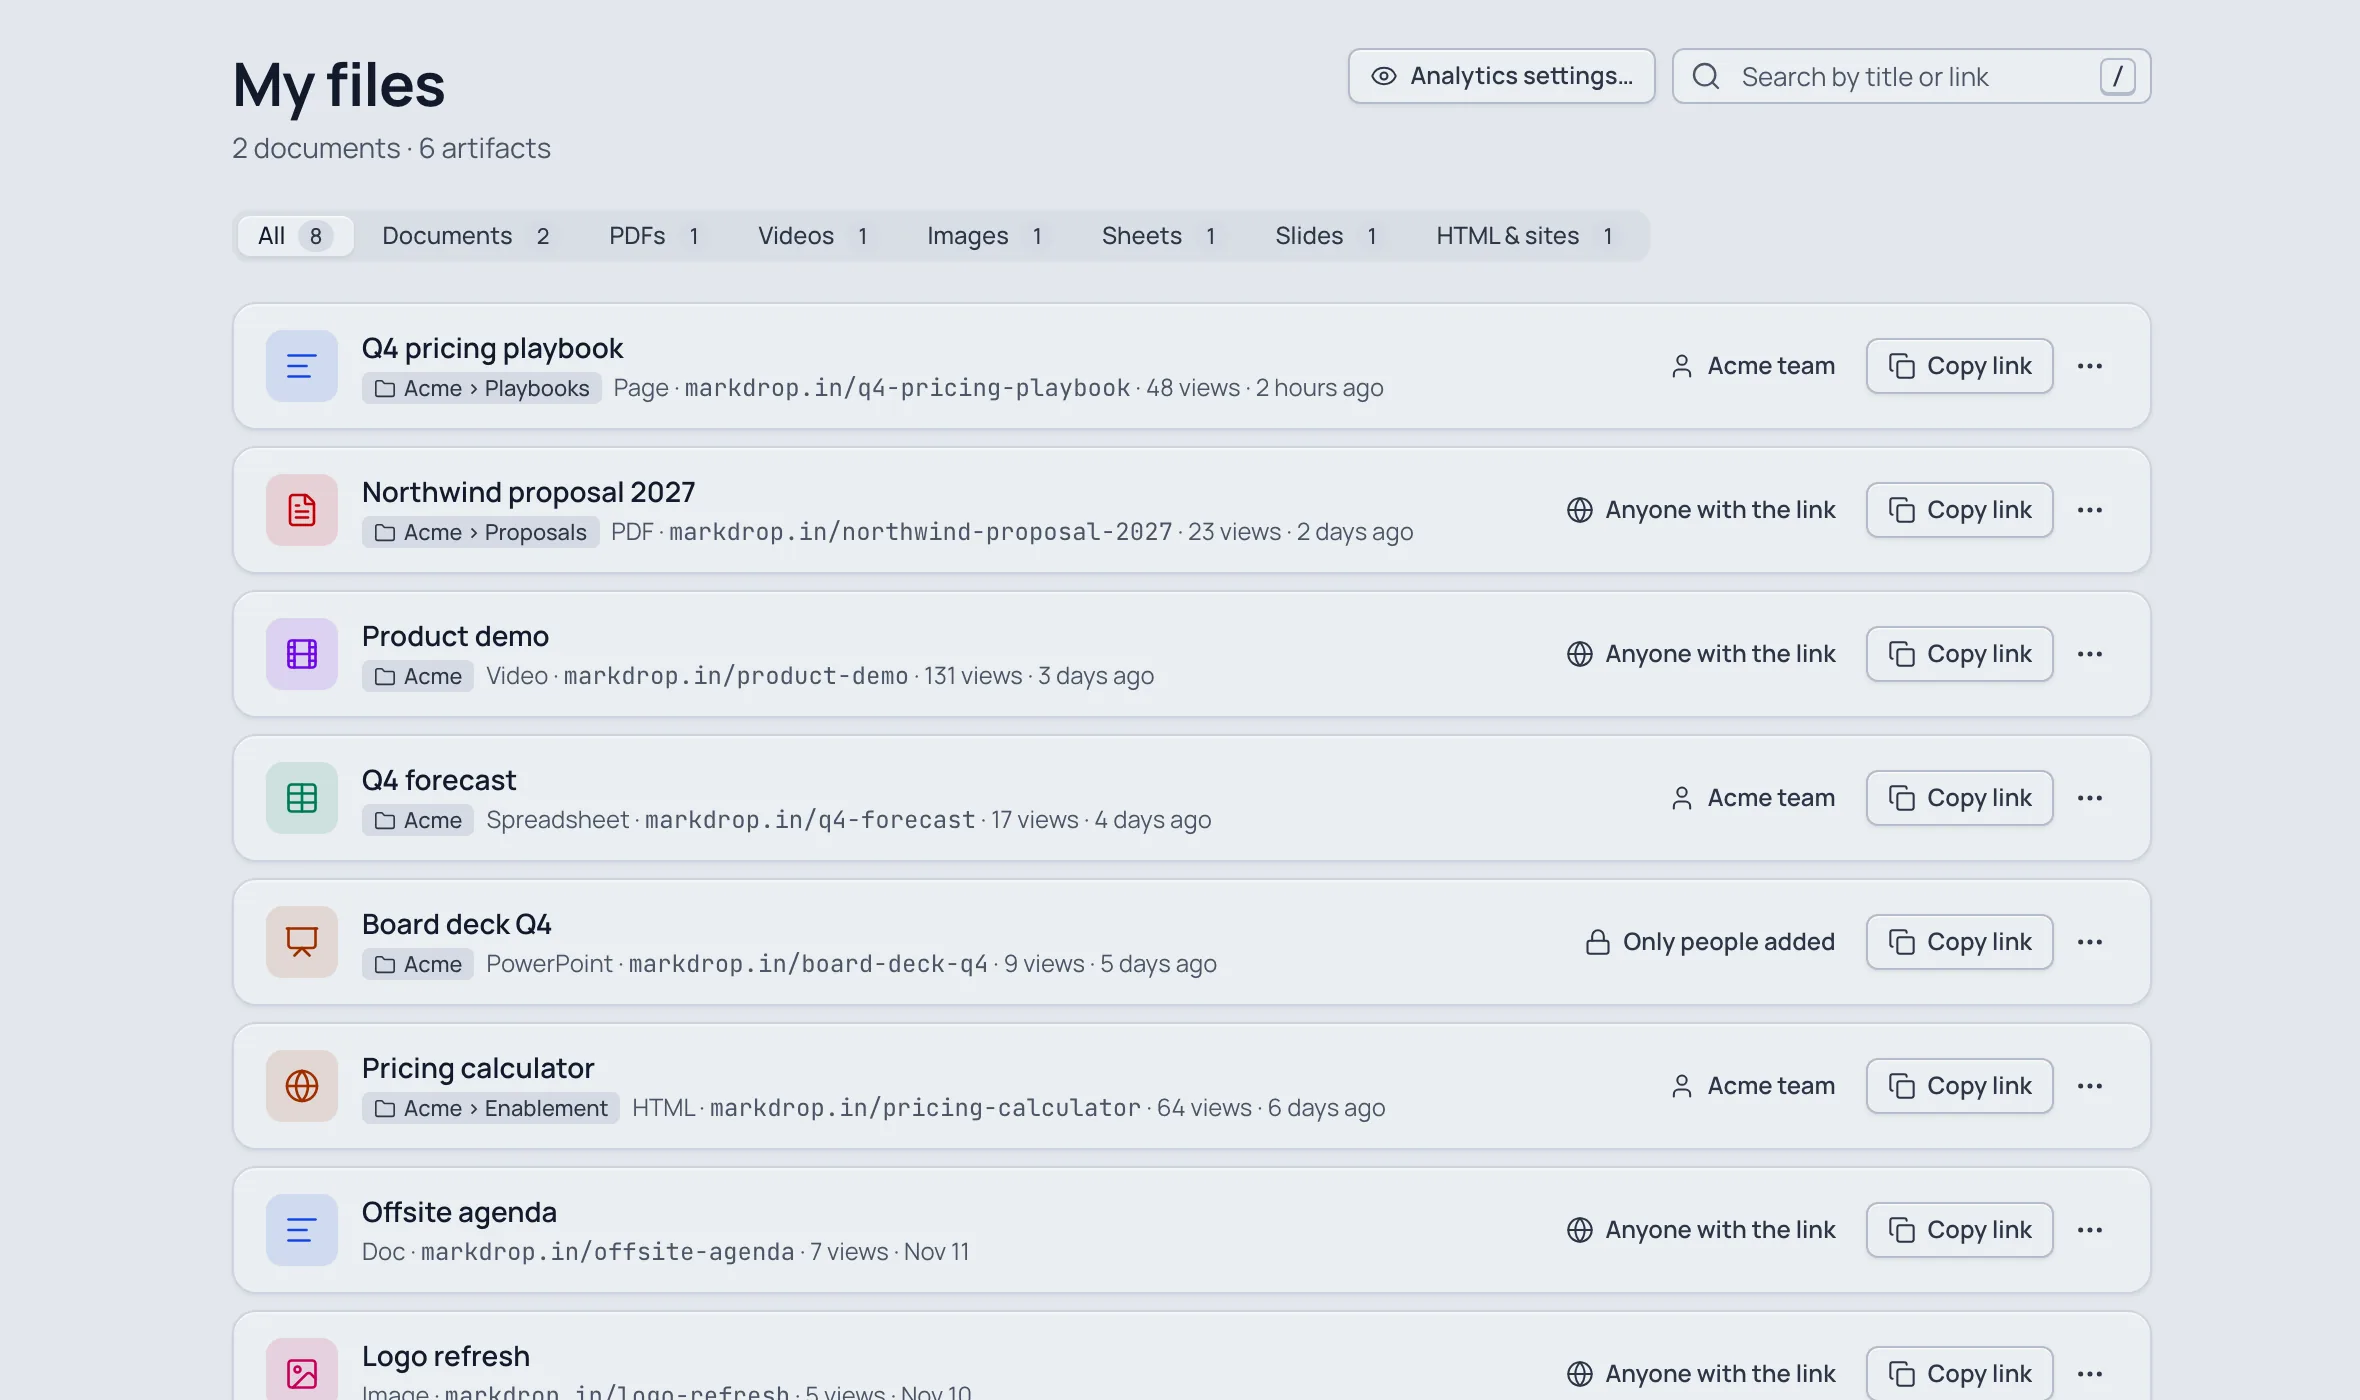 My files
Analytics settings...
Search by title or link /
2 documents · 6 artifacts
All 8 Documents 2 PDFs 1 Videos 1 Images 1 Sheets 1 Slides 1 HTML & sites 1
Q4 pricing playbook
Acme › Playbooks Page · markdrop.in/q4-pricing-playbook · 48 views · 2 hours ago
Acme team Copy link
Northwind proposal 2027
Acme › Proposals PDF · markdrop.in/northwind-proposal-2027 · 23 views · 2 days ago
Anyone with the link Copy link
Product demo
Acme Video · markdrop.in/product-demo · 131 views · 3 days ago
Anyone with the link Copy link
Q4 forecast
Acme Spreadsheet · markdrop.in/q4-forecast · 17 views · 4 days ago
Acme team Copy link
Board deck Q4
Acme PowerPoint · markdrop.in/board-deck-q4 · 9 views · 5 days ago
Only people added Copy link
Pricing calculator
Acme › Enablement HTML · markdrop.in/pricing-calculator · 64 views · 6 days ago
Acme team Copy link
Offsite agenda
Doc · markdrop.in/offsite-agenda · 7 views · Nov 11
Anyone with the link Copy link
Logo refresh
Image · markdrop.in/logo-refresh · 5 views · Nov 10
Anyone with the link Copy link